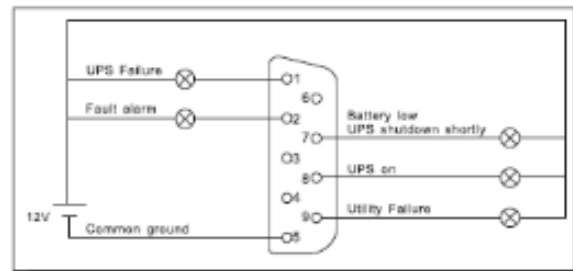 UPS Failure
1
6
Fault alarm
2
Battery low
7
UPS shutdown shortly
3
8
UPS on
4
12V
9
Utility Failure
Common ground
5